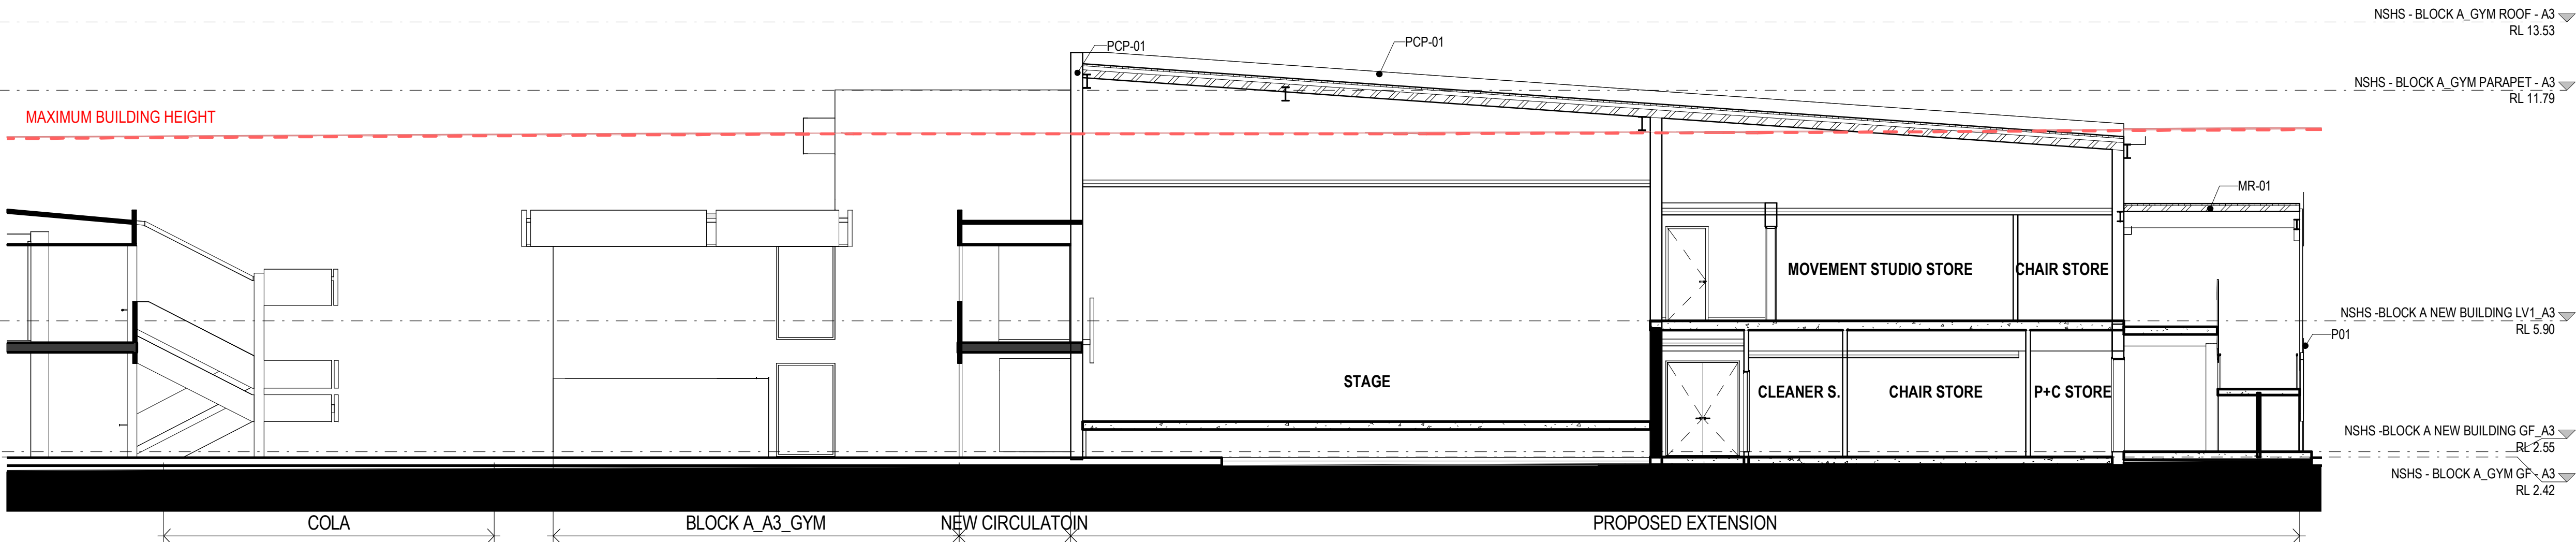 NSHS - BLOCK A_GYM ROOF - A3
RL 13.53
PCP-01
PCP-01
NSHS - BLOCK A_GYM PARAPET - A3
RL 11.79
MAXIMUM BUILDING HEIGHT
MR-01
MOVEMENT STUDIO STORE
CHAIR STORE
NSHS -BLOCK A NEW BUILDING LV1_A3
RL 5.90
P01
STAGE
CLEANER S.
CHAIR STORE
P+C STORE
NSHS -BLOCK A NEW BUILDING GF_A3
RL 2.55
NSHS - BLOCK A_GYM GF - A3
RL 2.42
COLA
BLOCK A_A3_GYM
NEW CIRCULATOIN
PROPOSED EXTENSION